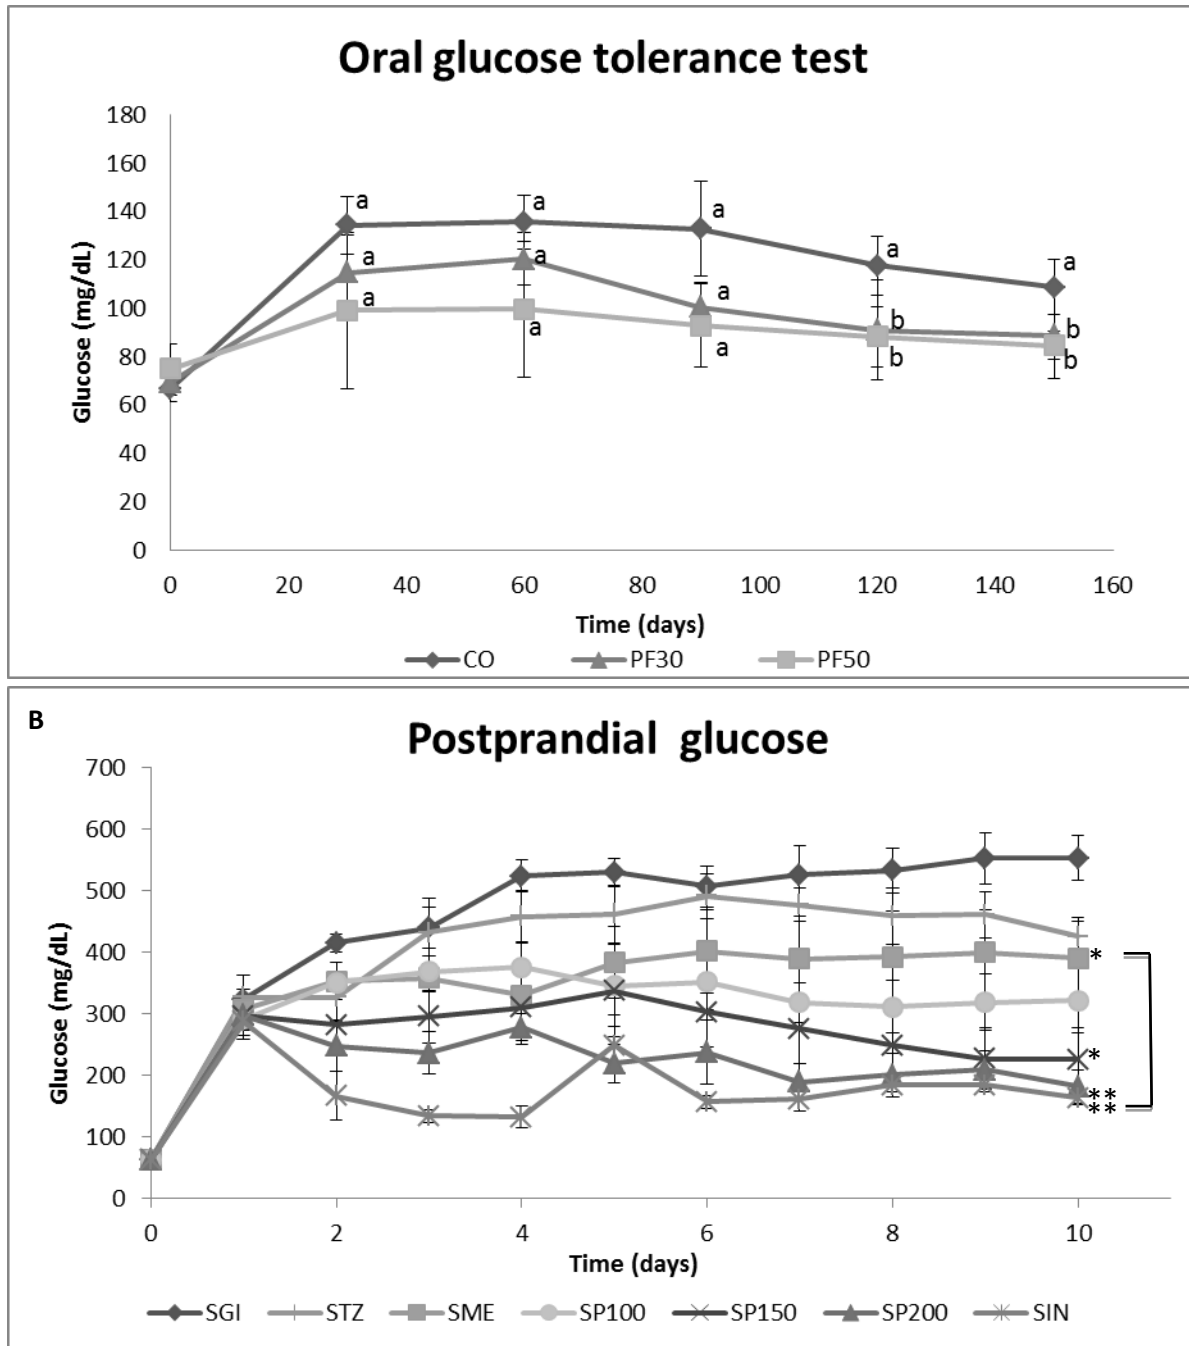 Oral glucose tolerance test
180
160
140
120
100
80
60
40
20
0
Glucose (mg/dL)
a
a
a
a
a
a
a
a
a
a
a
b
b
b
b
0 20 40 60 80 100 120 140 160
Time (days)
CO PF30 PF50
B
Postprandial glucose
700
600
500
400
300
200
100
0
Glucose (mg/dL)
*
*
**
**
0 2 4 6 8 10
Time (days)
SGI STZ SME SP100 SP150 SP200 SIN